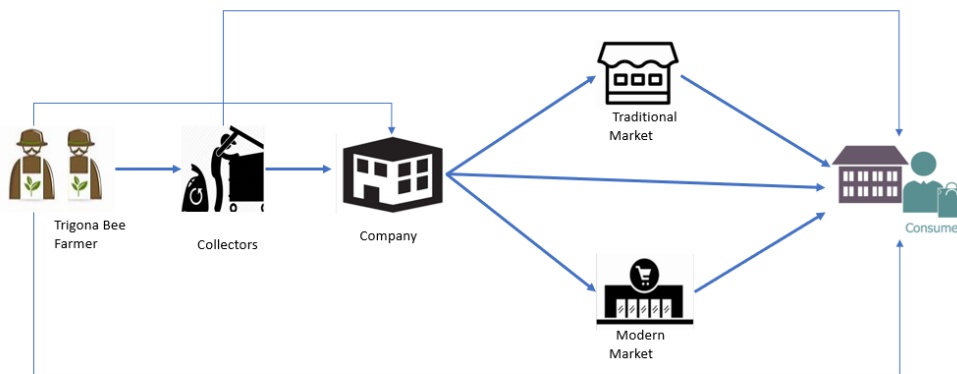 Traditional
Market
Trigona Bee
Farmer
Collectors
Company
Consume
Modern
Market